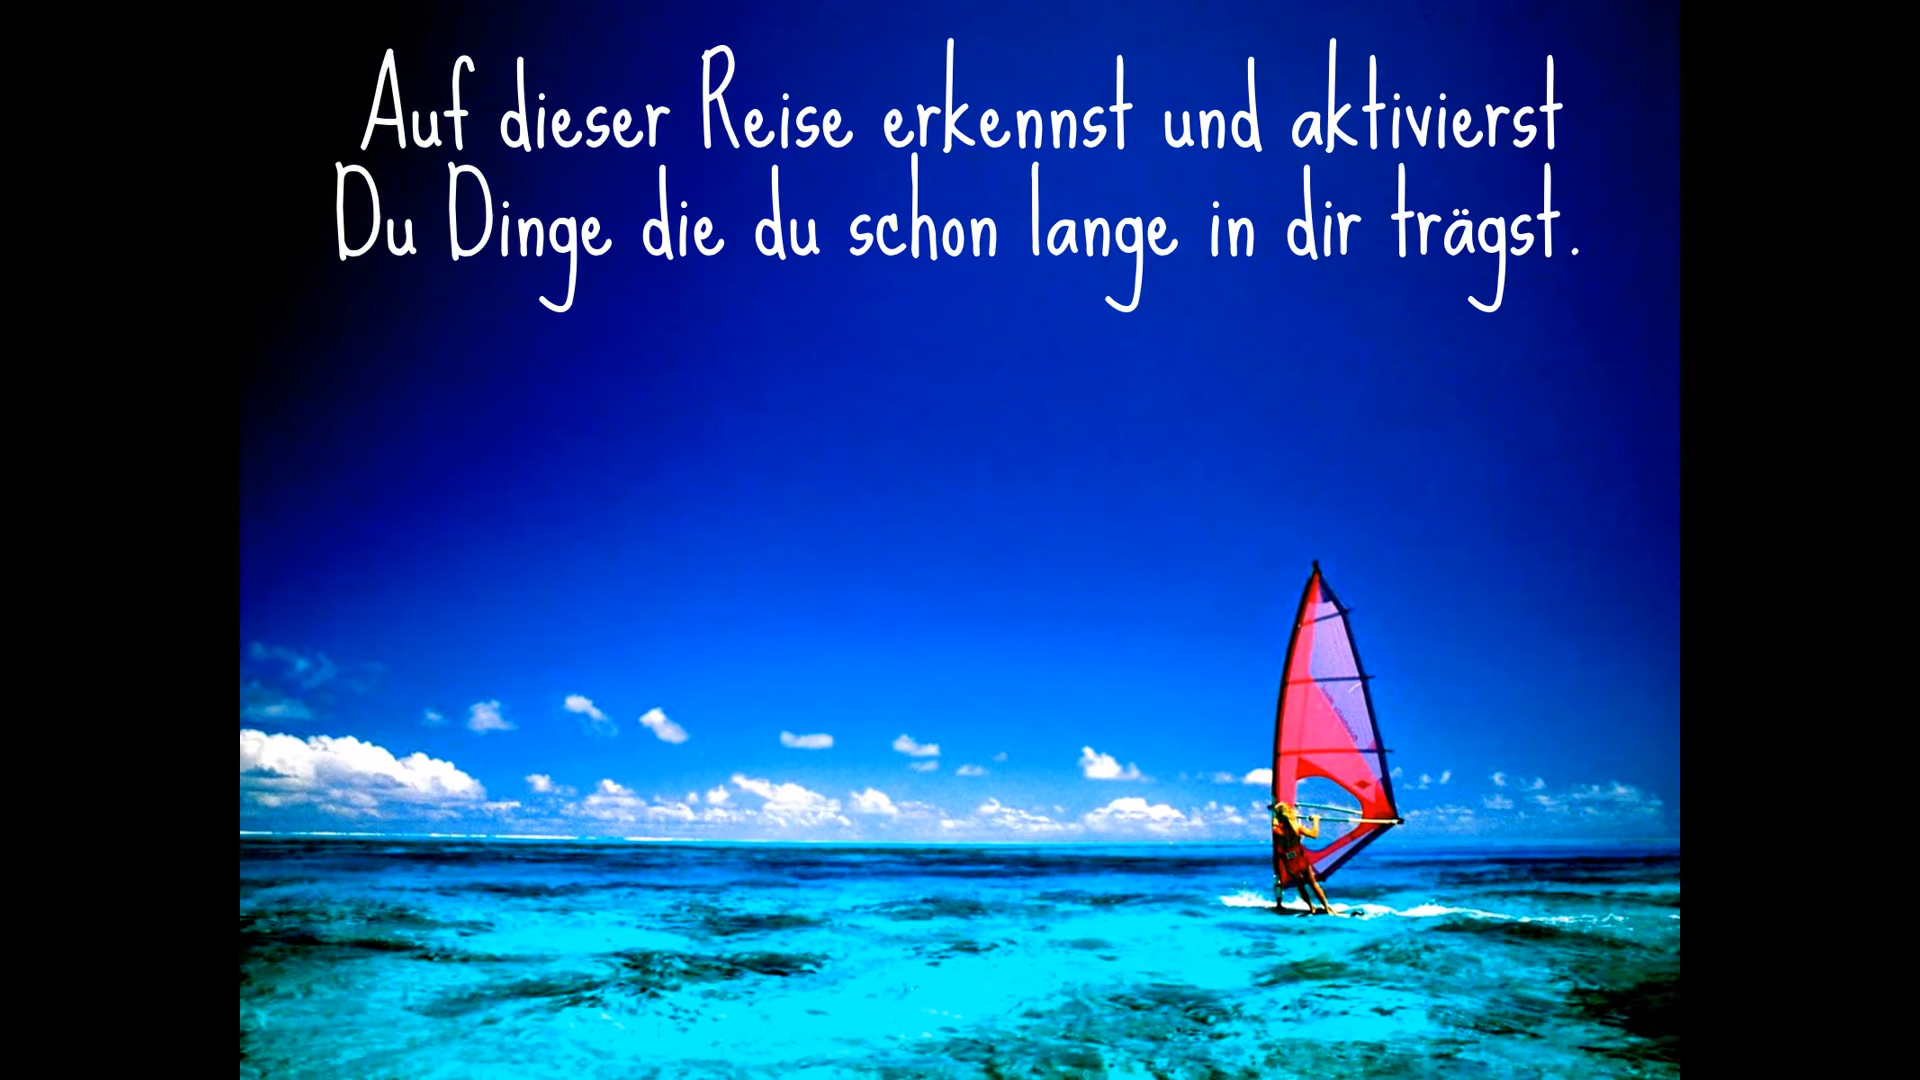 Auf dieser Reise erkennst und aktivierst
Du Dinge die du schon lange in dir trägst.